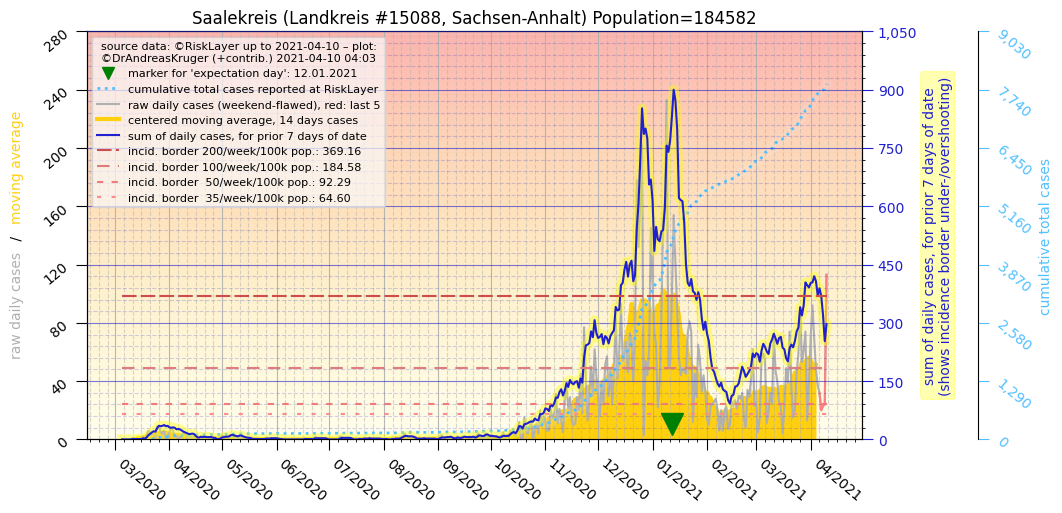 Saalekreis (Landkreis #15088, Sachsen-Anhalt) Population=184582
source data: ©RiskLayer up to 2021-04-10 – plot:
©DrAndreasKruger (+contrib.) 2021-04-10 04:03
marker for 'expectation day': 12.01.2021
cumulative total cases reported at RiskLayer
raw daily cases (weekend-flawed), red: last 5
centered moving average, 14 days cases
sum of daily cases, for prior 7 days of date
incid. border 200/week/100k pop.: 369.16
incid. border 100/week/100k pop.: 184.58
incid. border  50/week/100k pop.: 92.29
incid. border  35/week/100k pop.: 64.60
raw daily cases / moving average
280
240
200
160
120
80
40
0
03/2020
04/2020
05/2020
06/2020
07/2020
08/2020
09/2020
10/2020
11/2020
12/2020
01/2021
02/2021
03/2021
04/2021
1,050
900
750
600
450
300
150
0
sum of daily cases, for prior 7 days of date
(shows incidence border under-/overshooting)
9,030
7,740
6,450
5,160
3,870
2,580
1,290
0
cumulative total cases